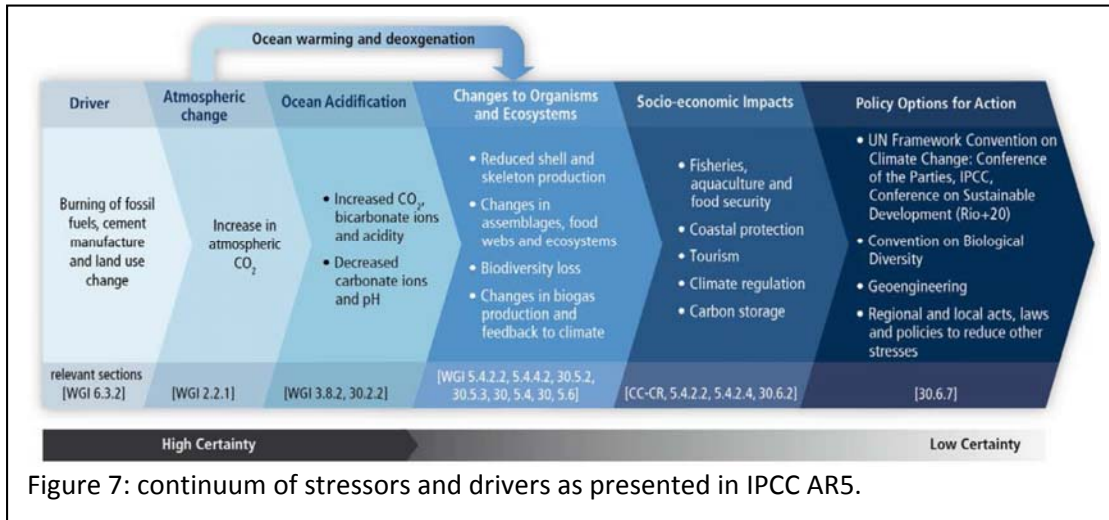 Ocean warming and deoxgenation
Driver
Burning of fossil
fuels, cement
manufacture
and land use
change
relevant sections
[WGI 6.3.2]
Atmospheric
change
Increase in
atmospheric
CO₂
[WGI 2.2.1]
Ocean Acidification
• Increased CO₂,
bicarbonate ions
and acidity
• Decreased
carbonate ions
and pH
[WGI 3.8.2, 30.2.2]
Changes to Organisms
and Ecosystems
• Reduced shell and
skeleton production
• Changes in
assemblages, food
webs and ecosystems
• Biodiversity loss
• Changes in biogas
production and
feedback to climate
[WGI 5.4.2.2, 5.4.4.2, 30.5.2,
30.5.3, 30, 5.4, 30, 5.6]
Socio-economic Impacts
• Fisheries,
aquaculture and
food security
• Coastal protection
• Tourism
• Climate regulation
• Carbon storage
[CC-CR, 5.4.2.2, 5.4.2.4, 30.6.2]
Policy Options for Action
• UN Framework Convention on
Climate Change: Conference
of the Parties, IPCC,
Conference on Sustainable
Development (Rio+20)
• Convention on Biological
Diversity
• Geoengineering
• Regional and local acts, laws
and policies to reduce other
stresses
[30.6.7]
High Certainty
Low Certainty
Figure 7: continuum of stressors and drivers as presented in IPCC AR5.